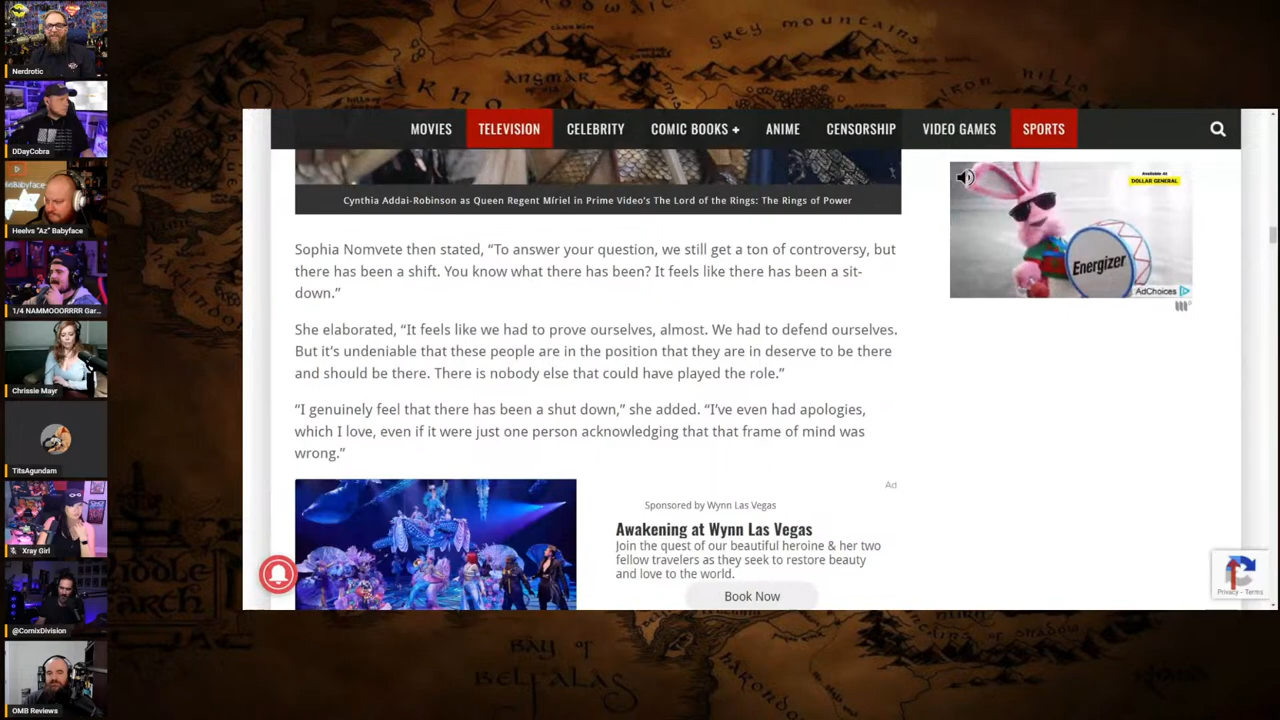 Nerdrotic
DDayCobra
Heelvs "Az" Babyface
1/4 NAMMOOORRRR Gar...
Chrissie Mayr
TitsAgundam
Xray Girl
@ComixDivision
OMB Reviews
GREY MOUNTAINS
ANGMAR
IRON HILLS
MOVIES
TELEVISION
CELEBRITY
COMIC BOOKS +
ANIME
CENSORSHIP
VIDEO GAMES
SPORTS
Cynthia Addai-Robinson as Queen Regent Míriel in Prime Video's The Lord of the Rings: The Rings of Power
Sophia Nomvete then stated, “To answer your question, we still get a ton of controversy, but
there has been a shift. You know what there has been? It feels like there has been a sit-
down.”
She elaborated, “It feels like we had to prove ourselves, almost. We had to defend ourselves.
But it’s undeniable that these people are in the position that they are in deserve to be there
and should be there. There is nobody else that could have played the role.”
“I genuinely feel that there has been a shut down,” she added. “I’ve even had apologies,
which I love, even if it were just one person acknowledging that that frame of mind was
wrong.”
Available At
DOLLAR GENERAL
Energizer
AdChoices
Ad
Sponsored by Wynn Las Vegas
Awakening at Wynn Las Vegas
Join the quest of our beautiful heroine & her two
fellow travelers as they seek to restore beauty
and love to the world.
Book Now
Privacy - Terms
BAY OF
BELFALAS